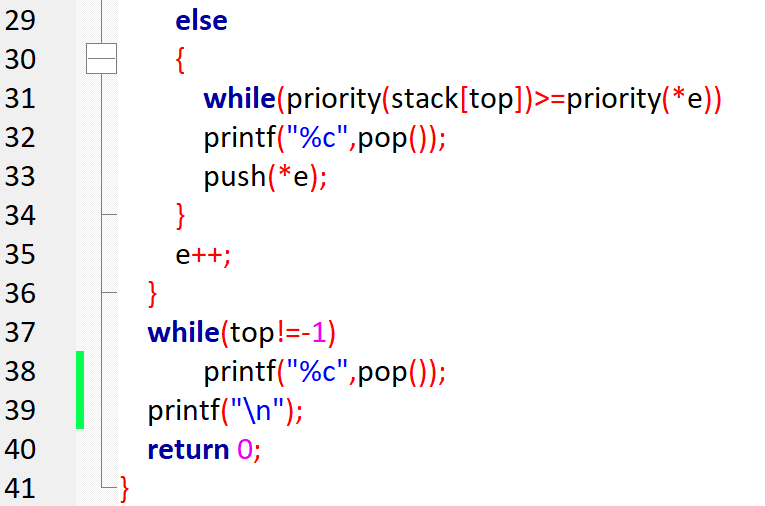 29 else
30 {
31 while(priority(stack[top])>=priority(*e))
32 printf("%c",pop());
33 push(*e);
34 }
35 e++;
36 }
37 while(top!=-1)
38 printf("%c",pop());
39 printf("\n");
40 return 0;
41 }